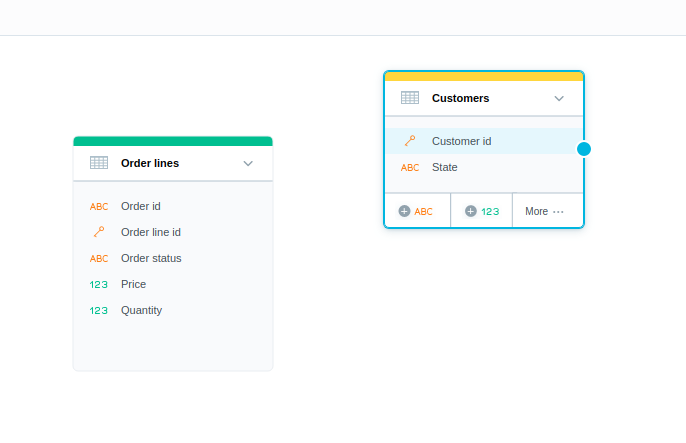 Order lines
ABC Order id
Order line id
ABC Order status
123 Price
123 Quantity
Customers
Customer id
ABC State
ABC 123 More ...